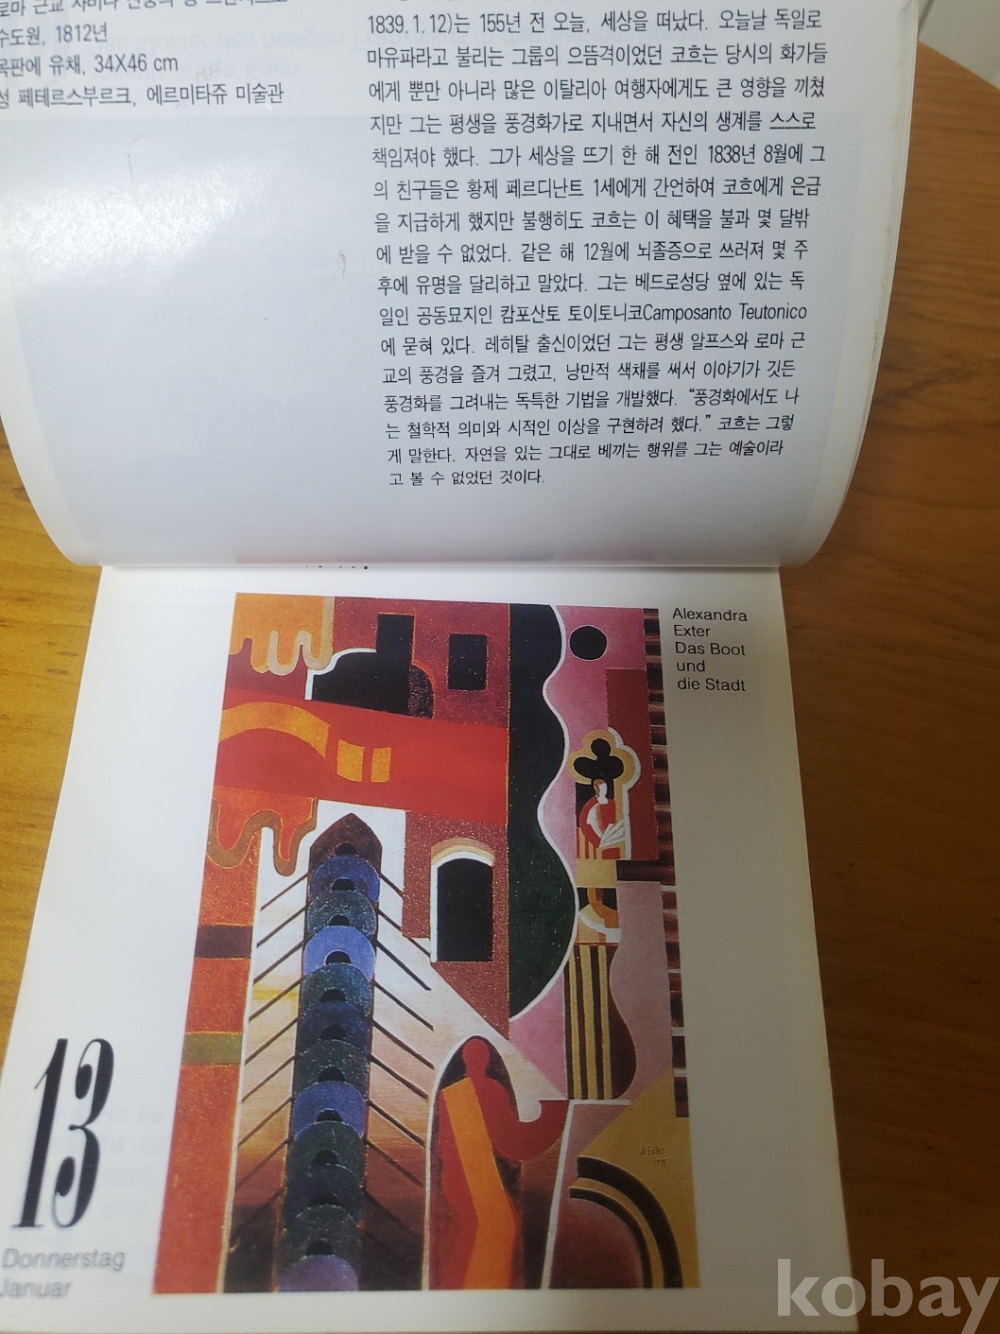 수도원, 1812년
목판에 유채, 34X46 cm
성 페테르스부르크, 에르미타쥬 미술관
1839.1.12)는 155년 전 오늘, 세상을 떠났다. 오늘날 독일로
마유파라고 불리는 그룹의 으뜸격이었던 코흐는 당시의 화가들
에게 뿐만 아니라 많은 이탈리아 여행자에게도 큰 영향을 끼쳤
지만 그는 평생을 풍경화가로 지내면서 자신의 생계를 스스로
책임져야 했다. 그가 세상을 뜨기 한 해 전인 1838년 8월에 그
의 친구들은 황제 페르디난트 1세에게 간언하여 코흐에게 은급
을 지급하게 했지만 불행히도 코흐는 이 혜택을 불과 몇 달밖
에 받을 수 없었다. 같은 해 12월에 뇌졸증으로 쓰러져 몇 주
후에 유명을 달리하고 말았다. 그는 베드로성당 옆에 있는 독
일인 공동묘지인 캄포산토 토이토니코Camposanto Teutonico
에 묻혀 있다. 레히탈 출신이었던 그는 평생 알프스와 로마 근
교의 풍경을 즐겨 그렸고, 낭만적 색채를 써서 이야기가 깃든
풍경화를 그려내는 독특한 기법을 개발했다. “풍경화에서도 나
는 철학적 의미와 시적인 이상을 구현하려 했다.” 코흐는 그렇
게 말한다. 자연을 있는 그대로 베끼는 행위를 그는 예술이라
고 볼 수 없었던 것이다.
Alexandra
Exter
Das Boot
und
die Stadt
13
Donnerstag
Januar
kobay